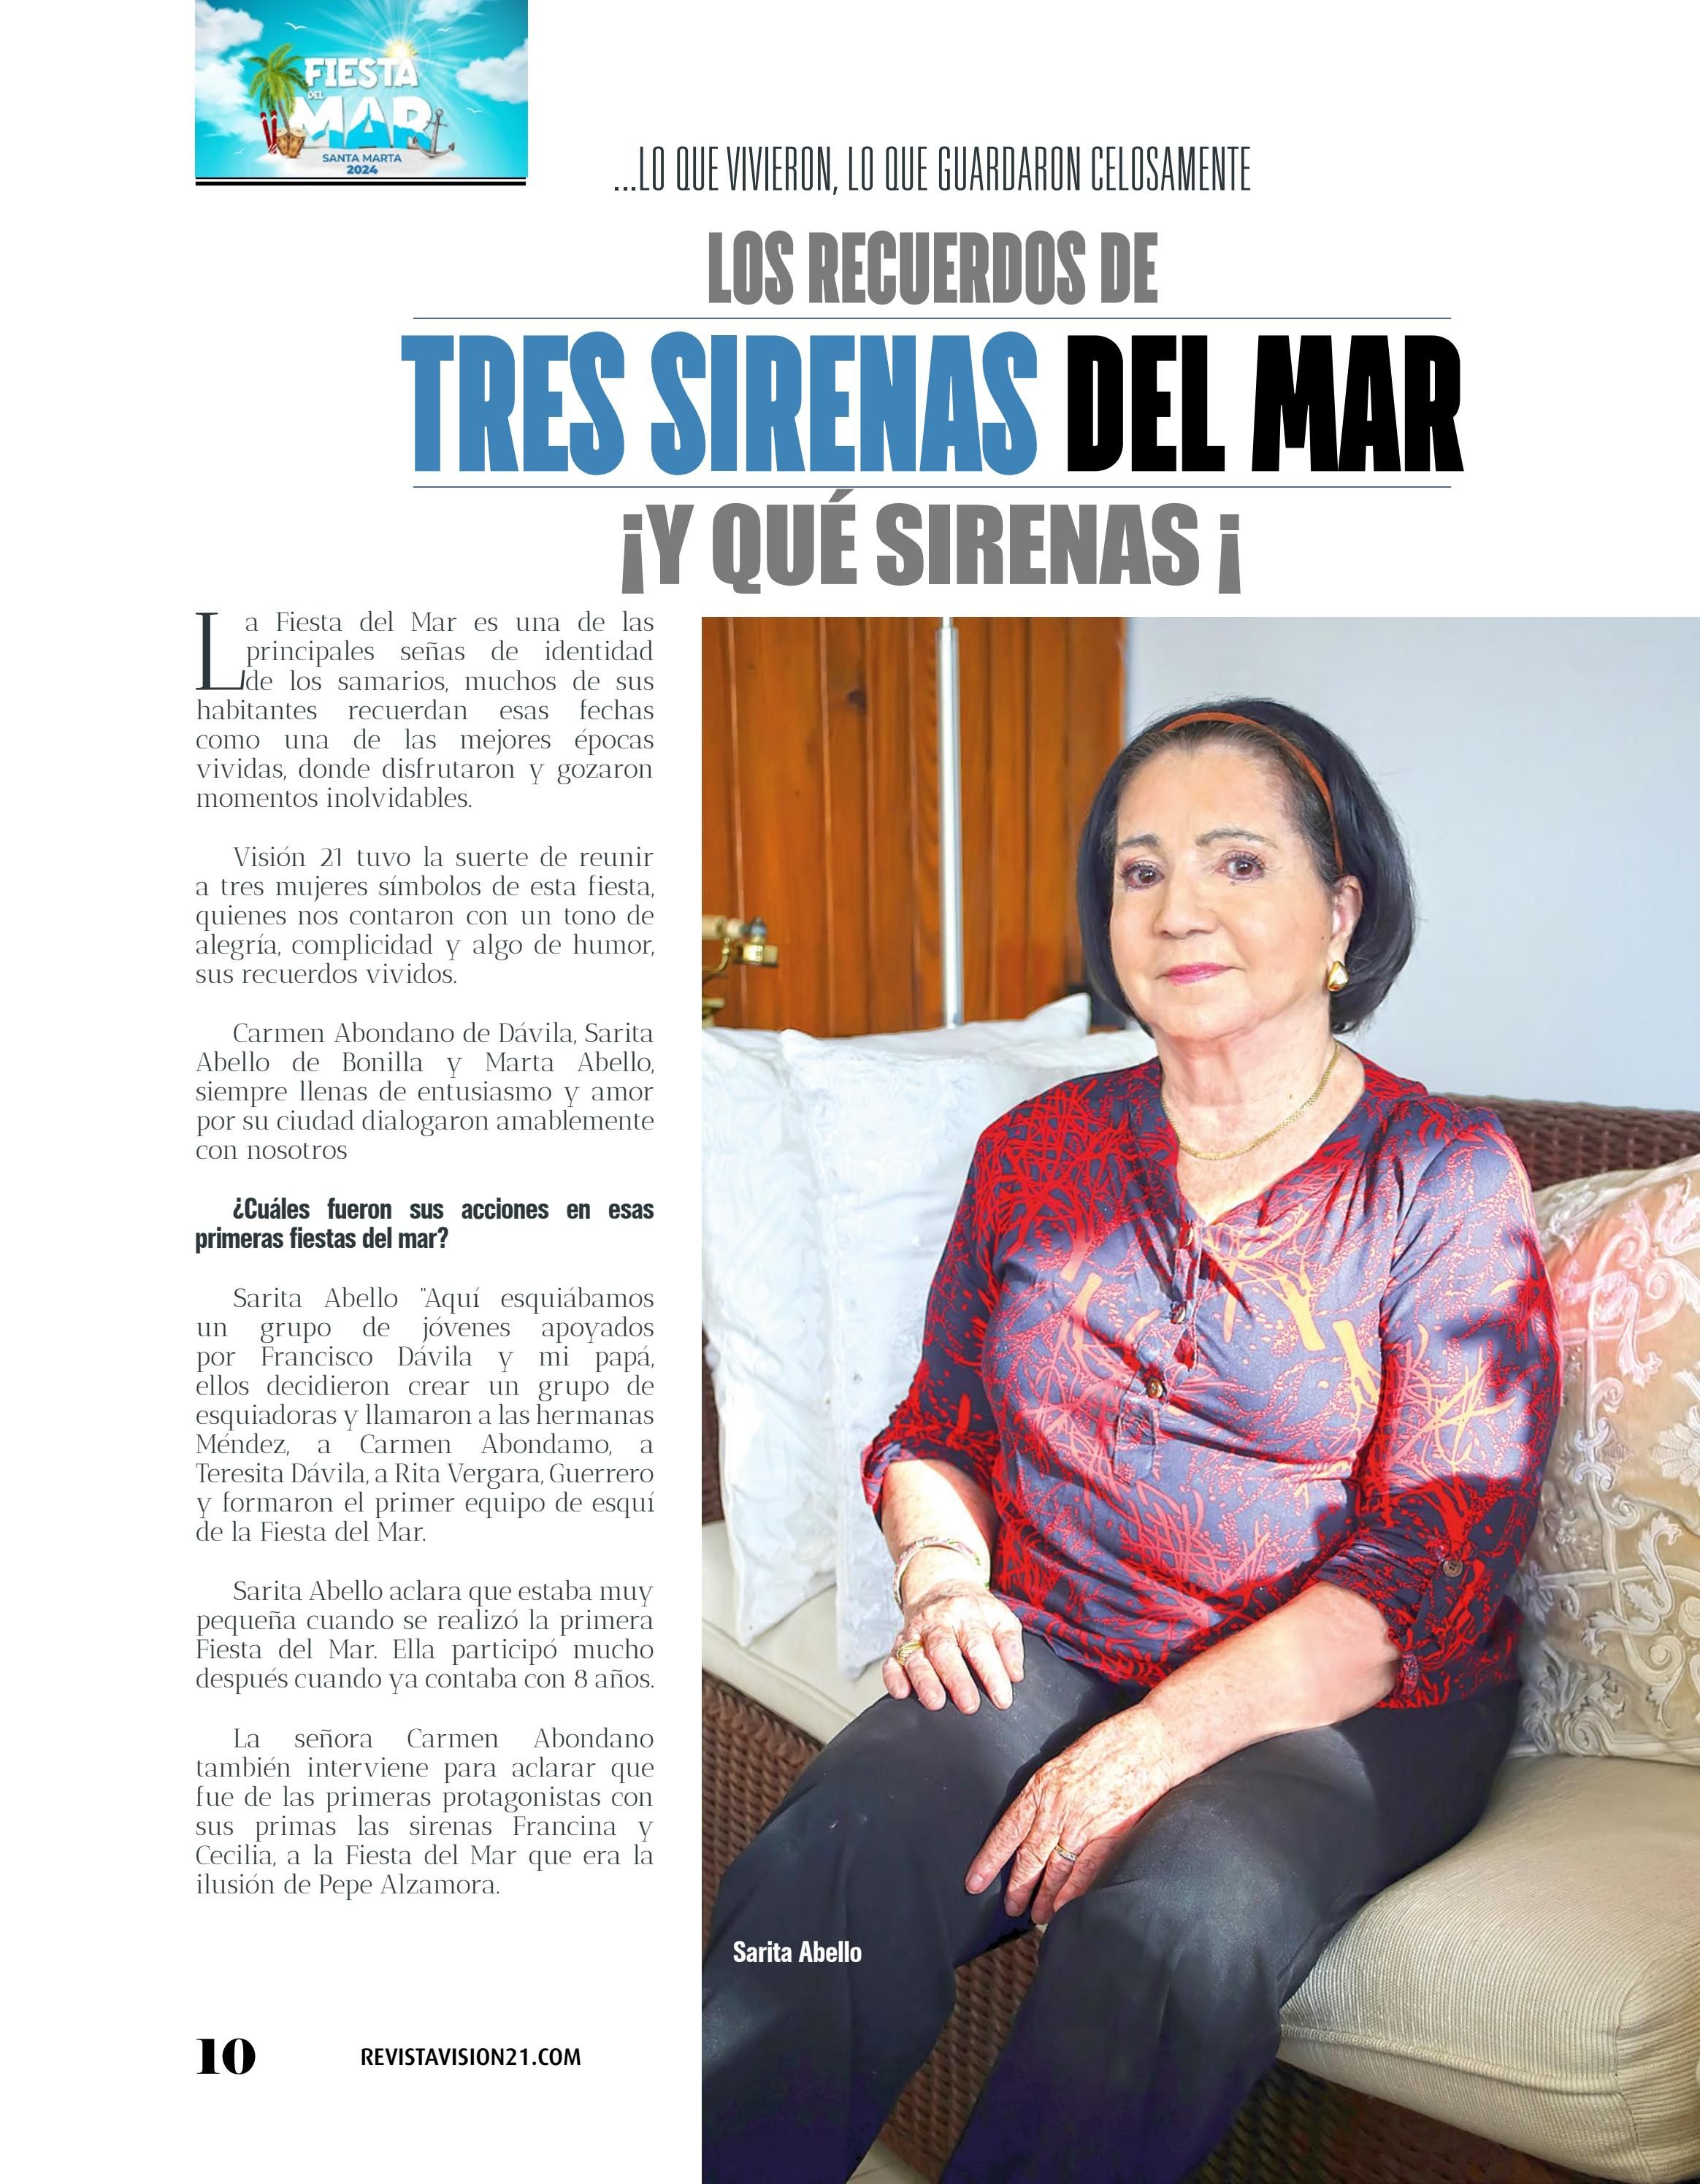 FIESTA
DEL
MAR
SANTA MARTA
2024
...LO QUE VIVIERON, LO QUE GUARDARON CELOSAMENTE
LOS RECUERDOS DE
TRES SIRENAS DEL MAR
¡Y QUÉ SIRENAS ¡
La Fiesta del Mar es una de las
principales señas de identidad
de los samarios, muchos de sus
habitantes recuerdan esas fechas
como una de las mejores épocas
vividas, donde disfrutaron y gozaron
momentos inolvidables.
Visión 21 tuvo la suerte de reunir
a tres mujeres símbolos de esta fiesta,
quienes nos contaron con un tono de
alegría, complicidad y algo de humor,
sus recuerdos vividos.
Carmen Abondano de Dávila, Sarita
Abello de Bonilla y Marta Abello,
siempre llenas de entusiasmo y amor
por su ciudad dialogaron amablemente
con nosotros
¿Cuáles fueron sus acciones en esas
primeras fiestas del mar?
Sarita Abello "Aquí esquiábamos
un grupo de jóvenes apoyados
por Francisco Dávila y mi papá,
ellos decidieron crear un grupo de
esquiadoras y llamaron a las hermanas
Méndez, a Carmen Abondamo, a
Teresita Dávila, a Rita Vergara, Guerrero
y formaron el primer equipo de esquí
de la Fiesta del Mar.
Sarita Abello aclara que estaba muy
pequeña cuando se realizó la primera
Fiesta del Mar. Ella participó mucho
después cuando ya contaba con 8 años.
La señora Carmen Abondano
también interviene para aclarar que
fue de las primeras protagonistas con
sus primas las sirenas Francina y
Cecilia, a la Fiesta del Mar que era la
ilusión de Pepe Alzamora.
Sarita Abello
10
REVISTAVISION21.COM